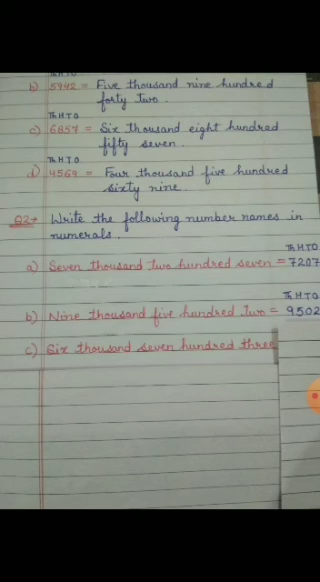 Th H T O
b) 5942 = Five thousand nine hundred
forty two.
Th H T O
c) 6857 = Six thousand eight hundred
fifty seven.
Th H T O
d) 4569 = Four thousand five hundred
sixty nine.
Q2→ Write the following number names in
numerals.
Th H T O
a) Seven thousand two hundred seven = 7207
Th H T O
b) Nine thousand five hundred two = 9502
c) Six thousand seven hundred three